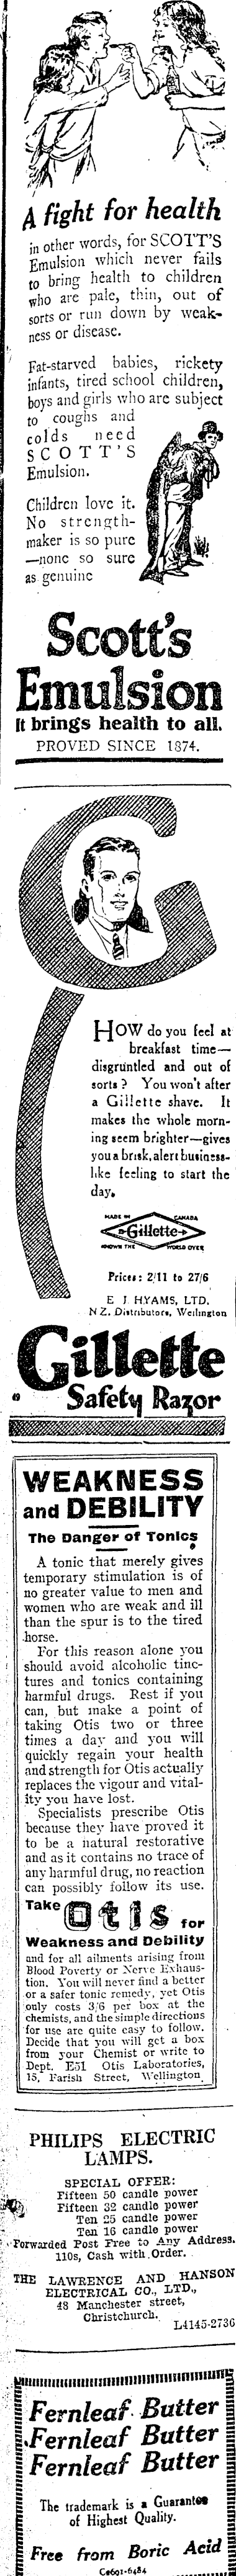 A fight for health
in other words, for SCOTT'S
Emulsion which never fails
to bring health to children
who are pale, thin, out of
sorts or run down by weak-
ness or disease.
Fat-starved babies, rickety
infants, tired school children,
boys and girls who are subject
to coughs and
colds need
SCOTT'S
Emulsion.
Children love it.
No strength-
maker is so pure
—none so sure
as genuine
Scott's
Emulsion
It brings health to all.
PROVED SINCE 1874.
G
HOW do you feel at
breakfast time—
disgruntled and out of
sorts? You won't after
a Gillette shave. It
makes the whole morn-
ing seem brighter—gives
you a brisk, alert business-
like feeling to start the
day.
MADE IN CANADA
Gillette
KNOWN THE WORLD OVER
Prices: 2/11 to 27/6
E J HYAMS, LTD.
N Z. Distributors, Wellington
Gillette
Safety Razor
WEAKNESS
and DEBILITY
The Danger of Tonics
A tonic that merely gives
temporary stimulation is of
no greater value to men and
women who are weak and ill
than the spur is to the tired
horse.
For this reason alone you
should avoid alcoholic tinc-
tures and tonics containing
harmful drugs. Rest if you
can, but make a point of
taking Otis two or three
times a day and you will
quickly regain your health
and strength for Otis actually
replaces the vigour and vital-
ity you have lost.
Specialists prescribe Otis
because they have proved it
to be a natural restorative
and as it contains no trace of
any harmful drug, no reaction
can possibly follow its use.
Take Otis for
Weakness and Debility
and for all ailments arising from
Blood Poverty or Nerve Exhaus-
tion. You will never find a better
or a safer tonic remedy, yet Otis
only costs 3/6 per box at the
chemists, and the simple directions
for use are quite easy to follow.
Decide that you will get a box
from your Chemist or write to
Dept. E51 Otis Laboratories,
15, Farish Street, Wellington
PHILIPS ELECTRIC
LAMPS.
SPECIAL OFFER:
Fifteen 50 candle power
Fifteen 32 candle power
Ten 25 candle power
Ten 16 candle power
Forwarded Post Free to Any Address.
110s, Cash with Order.
THE LAWRENCE AND HANSON
ELECTRICAL CO., LTD.,
48 Manchester street,
Christchurch.
L4145-2736
Fernleaf Butter
Fernleaf Butter
Fernleaf Butter
The trademark is a Guarantee
of Highest Quality.
Free from Boric Acid
C2691-6484